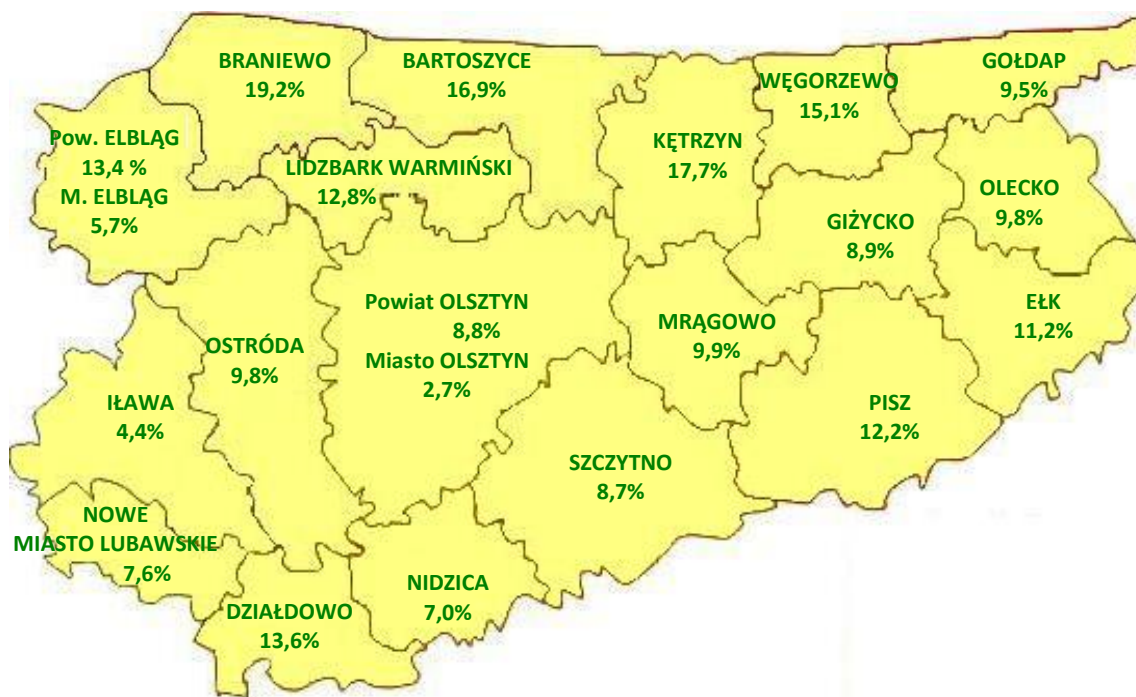 BRANIEWO
19,2%
BARTOSZYCE
16,9%
GOŁDAP
9,5%
WĘGORZEWO
15,1%
Pow. ELBLĄG
13,4 %
M. ELBLĄG
5,7%
LIDZBARK WARMIŃSKI
12,8%
KĘTRZYN
17,7%
OLECKO
9,8%
GIŻYCKO
8,9%
Powiat OLSZTYN
8,8%
Miasto OLSZTYN
2,7%
EŁK
11,2%
MRĄGOWO
9,9%
OSTRÓDA
9,8%
IŁAWA
4,4%
PISZ
12,2%
SZCZYTNO
8,7%
NOWE
MIASTO LUBAWSKIE
7,6%
NIDZICA
7,0%
DZIAŁDOWO
13,6%